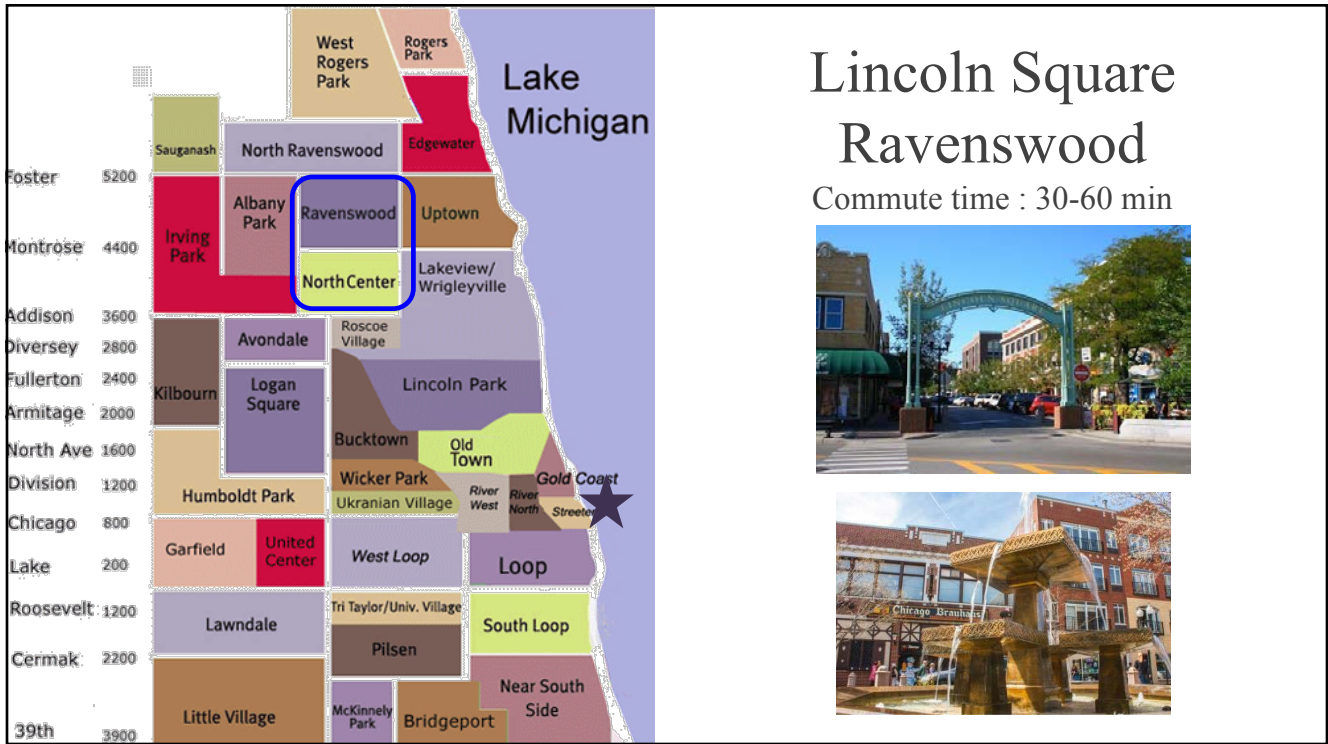 West
Rogers
Park
Rogers
Park
Lake
Michigan
Sauganash
North Ravenswood
Edgewater
Foster 5200
Albany
Park
Ravenswood
Uptown
Irving
Park
Montrose 4400
North Center
Lakeview/
Wrigleyville
Addison 3600
Roscoe
Village
Diversey 2800
Avondale
Fullerton 2400
Kilbourn
Logan
Square
Lincoln Park
Armitage 2000
Bucktown
Old
Town
North Ave 1600
Wicker Park
Gold Coast
Division 1200
Humboldt Park
Ukranian Village
River
West
River
North
Streeter
Chicago 800
Garfield
United
Center
West Loop
Loop
Lake 200
Roosevelt 1200
Tri Taylor/Univ. Village
Lawndale
South Loop
Pilsen
Cermak 2200
Near South
Side
Little Village
McKinnely
Park
Bridgeport
39th 3900
Lincoln Square
Ravenswood
Commute time : 30-60 min
Chicago Brauhaus